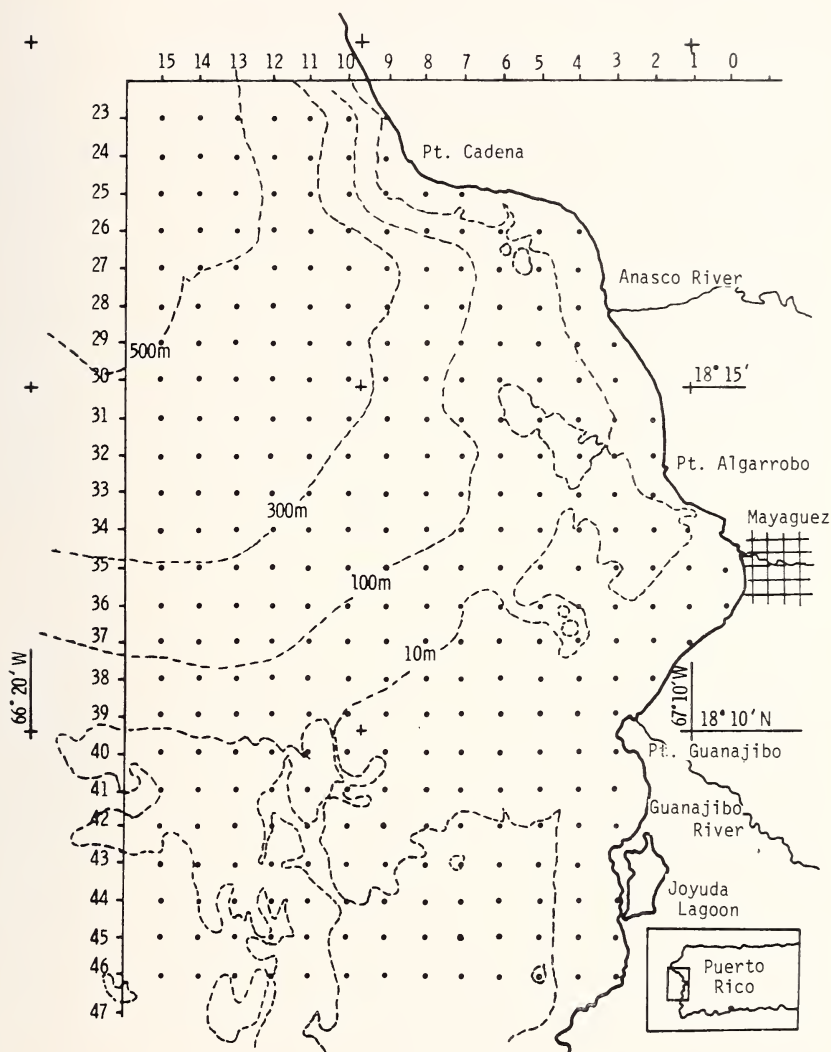 15 14 13 12 11 10 9 8 7 6 5 4 3 2 1 0
23
Pt. Cadena
24
25
26
27
Anasco River
28
29
500m
30
18° 15'
31
32
Pt. Algarrobo
33
300m
34
Mayaguez
35
100m
36
37
10m
38
66° 20' W
67° 10' W
39
18° 10' N
40
Pt. Guanajibo
41
Guanajibo
42
River
43
44
Joyuda
Lagoon
45
46
Puerto
Rico
47